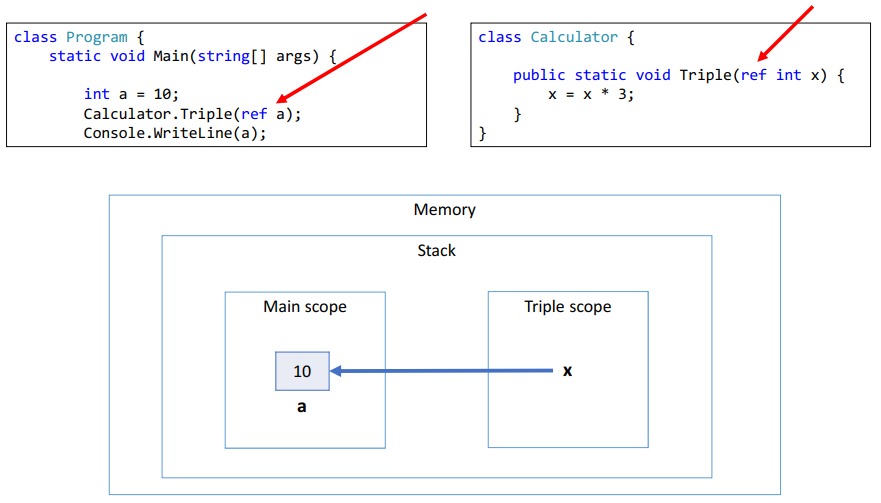 class Program {
static void Main(string[] args) {
int a = 10;
Calculator.Triple(ref a);
Console.WriteLine(a);
class Calculator {
public static void Triple(ref int x) {
x = x * 3;
}
}
Memory
Stack
Main scope
Triple scope
10
x
a